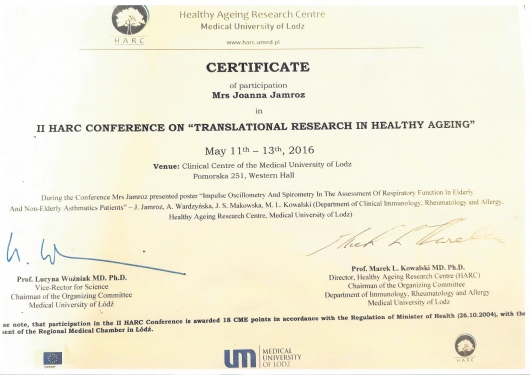 HARC
Healthy Ageing Research Centre
Medical University of Lodz
www.harc.umed.pl
CERTIFICATE
of participation
Mrs Joanna Jamroz
in
II HARC CONFERENCE ON “TRANSLATIONAL RESEARCH IN HEALTHY AGEING”
May 11th – 13th, 2016
Venue: Clinical Centre of the Medical University of Lodz
Pomorska 251, Western Hall
During the Conference Mrs Jamroz presented poster “Impulse Oscillometry And Spirometry In The Assessment Of Respiratory Function In Elderly
And Non-Elderly Asthmatics Patients” – J. Jamroz, A. Wardzyńska, J. S. Makowska, M. L. Kowalski (Department of Clinical Immunology, Rheumatology and Allergy,
Healthy Ageing Research Centre, Medical University of Lodz)
Prof. Lucyna Woźniak MD, Ph.D.
Vice-Rector for Science
Chairman of the Organizing Committee
Medical University of Łódź
Prof. Marek L. Kowalski MD, Ph.D.
Director, Healthy Ageing Research Centre (HARC)
Chairman of the Organizing Committee
Department of Immunology, Rheumatology and Allergy
Medical University of Lodz
se note, that participation in the II HARC Conference is awarded 18 CME points in accordance with the Regulation of Minister of Health (26.10.2004), with the
ent of the Regional Medical Chamber in Lódź.
um
MEDICAL
UNIVERSITY
OF LODZ
HARC